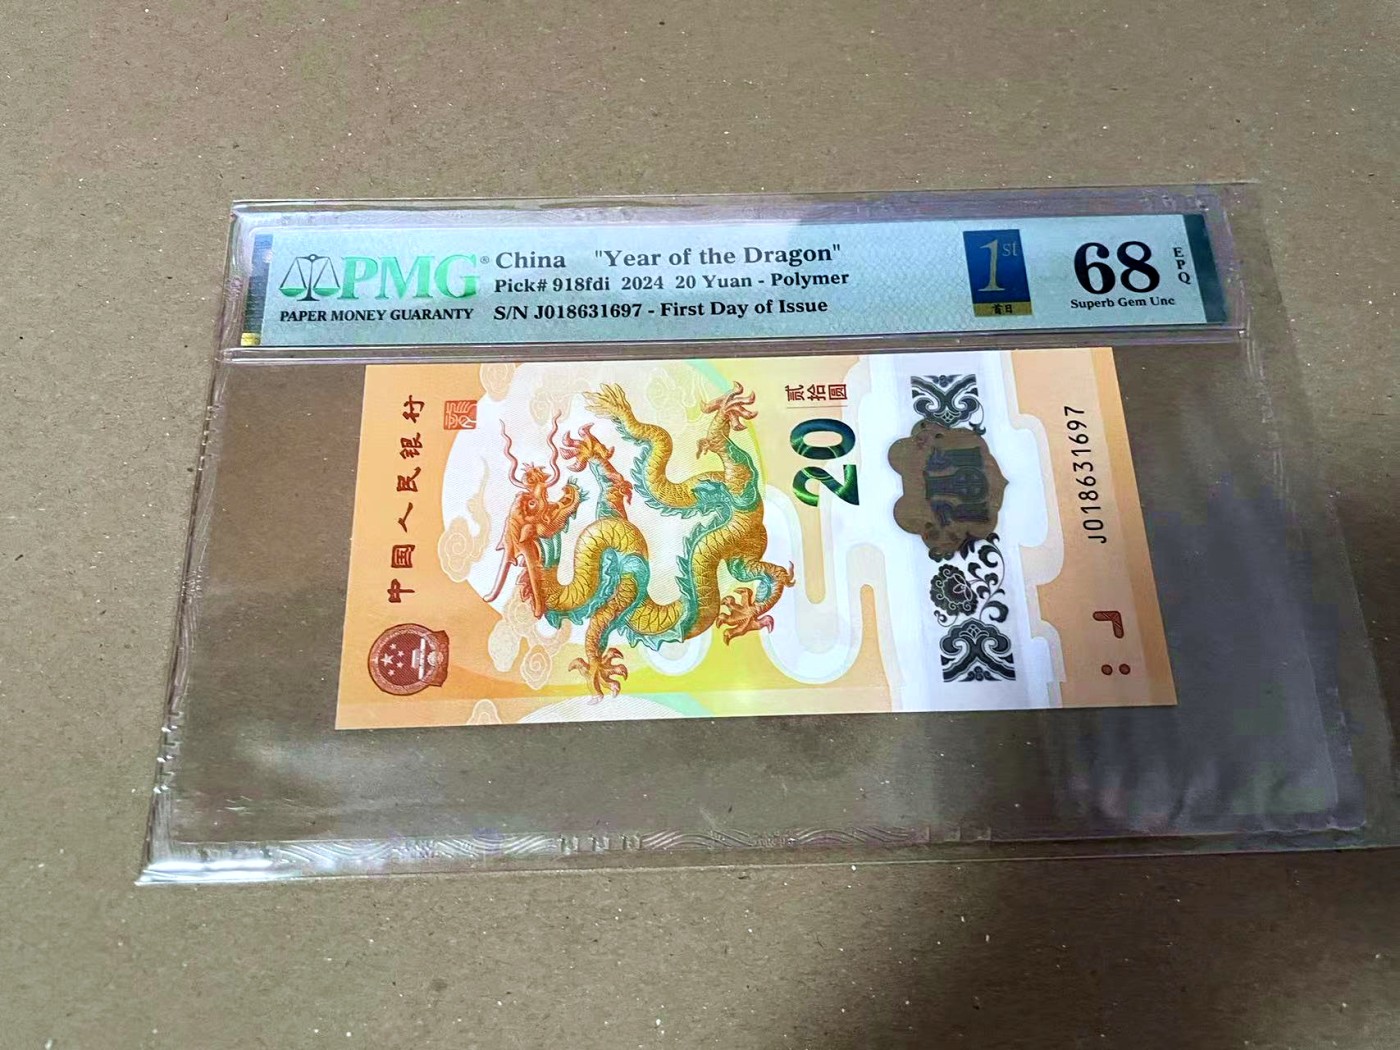 PMG®
PAPER MONEY GUARANTY
China "Year of the Dragon"
Pick# 918fdi 2024 20 Yuan - Polymer
S/N J018631697 - First Day of Issue
1st
首日
68
EPQ
Superb Gem Unc
中国人民银行
贰拾圆
20
J018631697